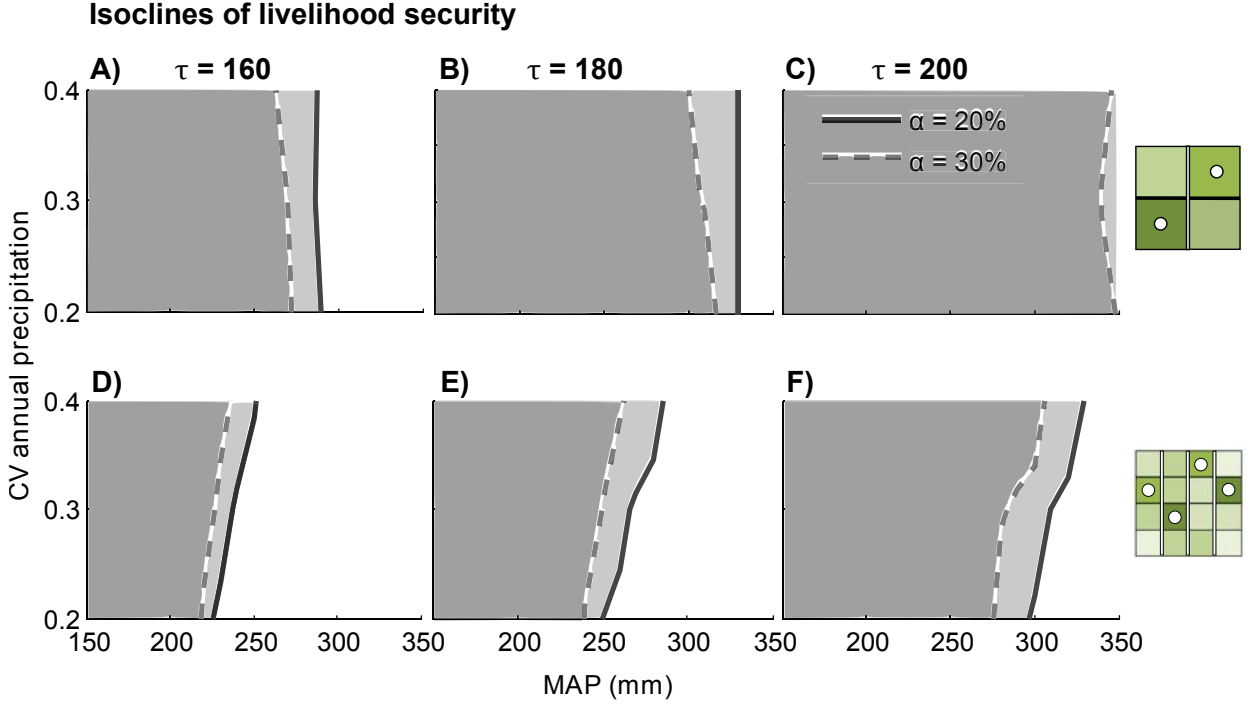 Isoclines of livelihood security
A) τ = 160 B) τ = 180 C) τ = 200
0.4
0.3
0.2
α = 20%
α = 30%
CV annual precipitation
D) E) F)
0.4
0.3
0.2
150 200 250 300 350 200 250 300 350 200 250 300 350
MAP (mm)